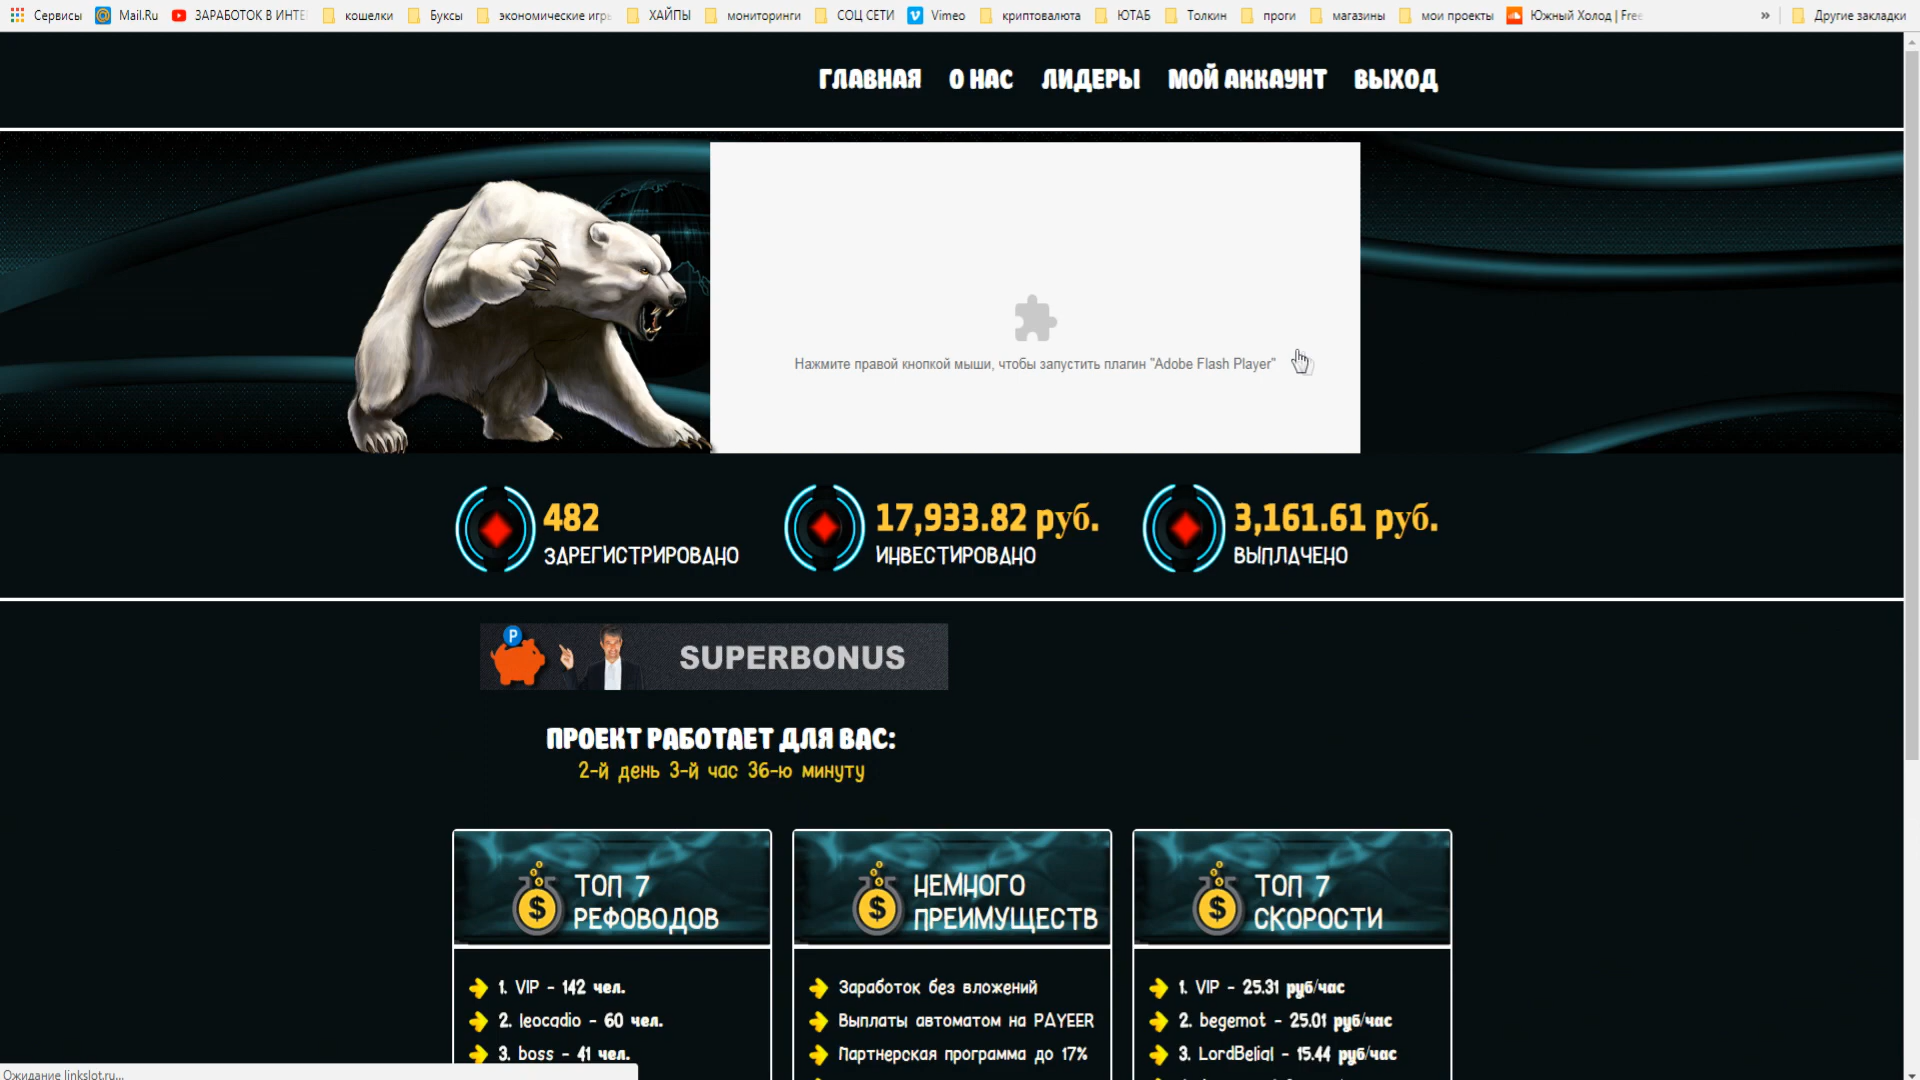 Сервисы Mail.Ru ЗАРАБОТОК В ИНТЕ кошелки Буксы экономические игры ХАЙПЫ мониторинги СОЦ СЕТИ Vimeo криптовалюта ЮТАБ Толкин проги магазины мои проекты Южный Холод | Free » Другие закладки
ГЛАВНАЯ О НАС ЛИДЕРЫ МОЙ АККАУНТ ВЫХОД
Нажмите правой кнопкой мыши, чтобы запустить плагин "Adobe Flash Player"
482
ЗАРЕГИСТРИРОВАНО
17,933.82 руб.
ИНВЕСТИРОВАНО
3,161.61 руб.
ВЫПЛАЧЕНО
P
SUPERBONUS
ПРОЕКТ РАБОТАЕТ ДЛЯ ВАС:
2-й день 3-й час 36-ю минуту
ТОП 7
РЕФОВОДОВ
1. VIP - 142 чел.
2. leocadio - 60 чел.
3. boss - 41 чел.
НЕМНОГО
ПРЕИМУЩЕСТВ
Заработок без вложений
Выплаты автоматом на PAYEER
Партнерская программа до 17%
ТОП 7
СКОРОСТИ
1. VIP - 25.31 руб/час
2. begemot - 25.01 руб/час
3. LordBelial - 15.44 руб/час
Ожидание linkslot.ru...